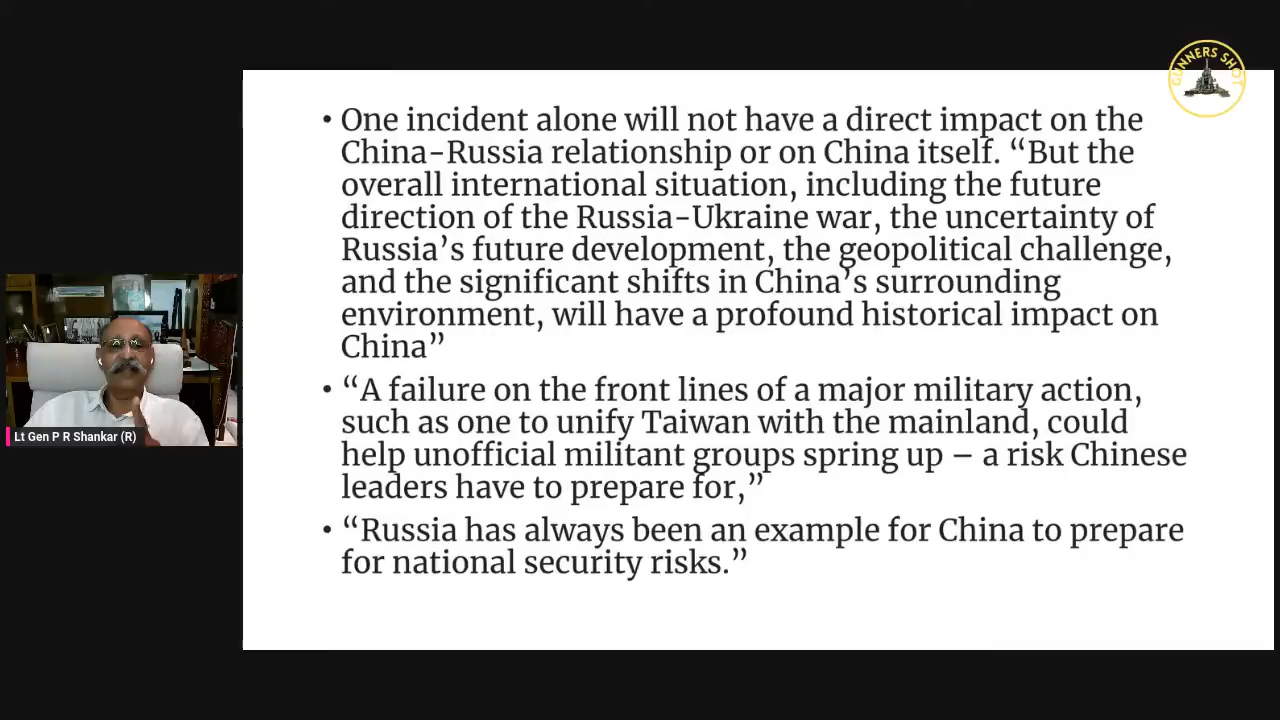 GUNNERS SHOT
• One incident alone will not have a direct impact on the
China-Russia relationship or on China itself. “But the
overall international situation, including the future
direction of the Russia-Ukraine war, the uncertainty of
Russia’s future development, the geopolitical challenge,
and the significant shifts in China’s surrounding
environment, will have a profound historical impact on
China”
• “A failure on the front lines of a major military action,
such as one to unify Taiwan with the mainland, could
help unofficial militant groups spring up – a risk Chinese
leaders have to prepare for,”
• “Russia has always been an example for China to prepare
for national security risks.”
Lt Gen P R Shankar (R)